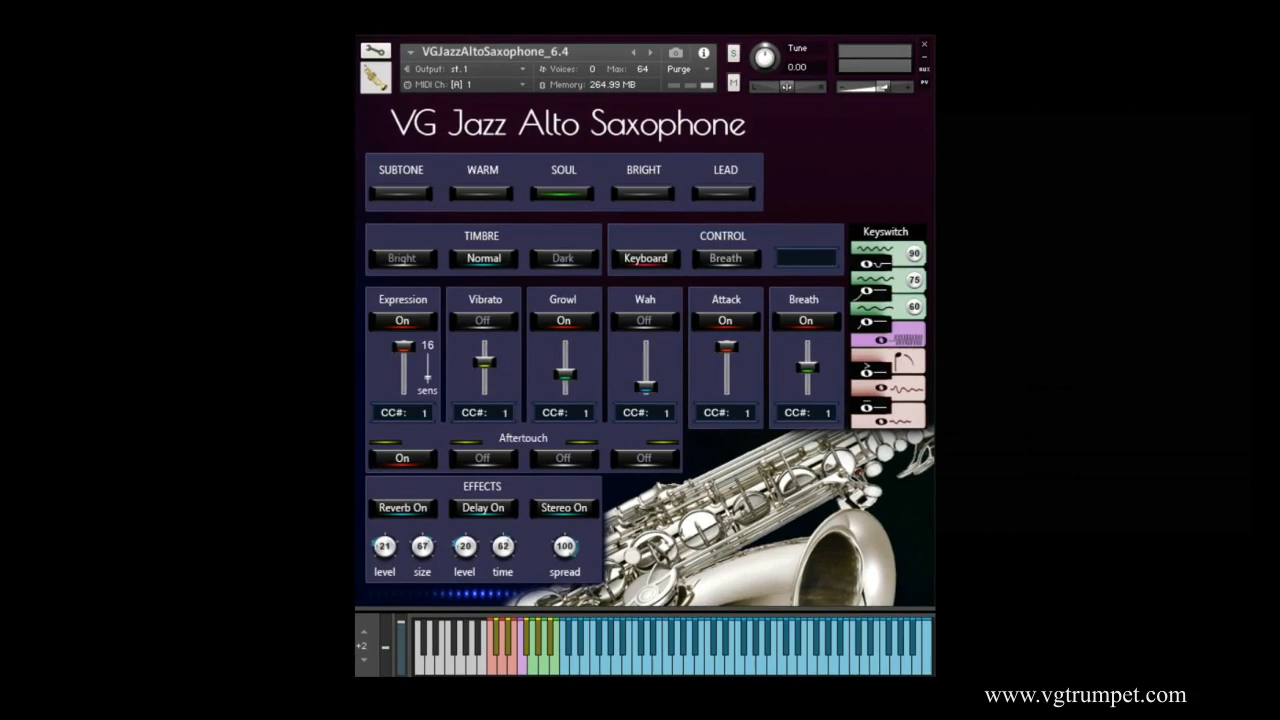 VGJazzAltoSaxophone_6.4
Output: st.1 Voices: 0 Max: 64 Purge
MIDI Ch: [A] 1 Memory: 264.99 MB
S
M
Tune
0.00
L R
AUX
PV
VG Jazz Alto Saxophone
SUBTONE WARM SOUL BRIGHT LEAD
TIMBRE CONTROL Keyswitch
Bright Normal Dark Keyboard Breath
90
75
60
Expression Vibrato Growl Wah Attack Breath
On Off On Off On On
16
sens
CC#: 1 CC#: 1 CC#: 1 CC#: 1 CC#: 1 CC#: 1
Aftertouch
On Off Off Off
EFFECTS
Reverb On Delay On Stereo On
21 67 20 62 100
level size level time spread
+2
www.vgtrumpet.com